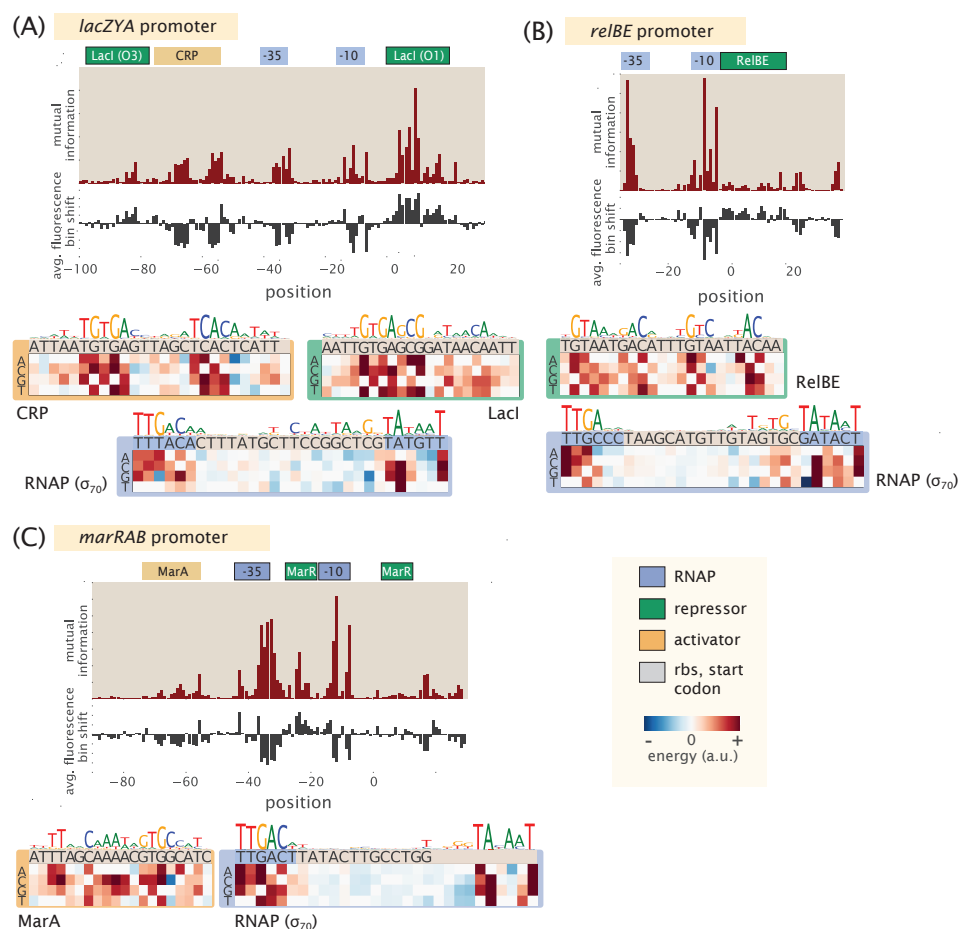 (A)
lacZYA promoter
LacI (O3)
CRP
-35
-10
LacI (O1)
mutual
information
avg. fluorescence
bin shift
-100
-80
-60
-40
-20
0
20
position
ATTAATGTGAGTTAGCTCACTCATT
A
C
G
T
CRP
AATTGTGAGCGGATAACAATT
A
C
G
T
LacI
TTTACACTTTATGCTTCCGGCTCGTATGTT
A
C
G
T
RNAP (σ70)
(B)
relBE promoter
-35
-10
RelBE
mutual
information
avg. fluorescence
bin shift
-20
0
20
position
TGTAATGACATTTGTAATTACAA
A
C
G
T
RelBE
TTGCCCTAAGCATGTTGTAGTGCGATACT
A
C
G
T
RNAP (σ70)
(C)
marRAB promoter
MarA
-35
MarR
-10
MarR
mutual
information
avg. fluorescence
bin shift
-80
-60
-40
-20
0
position
ATTTAGCAAAACGTGGCATC
A
C
G
T
MarA
TTGACTTATACTTGCCTGG
A
C
G
T
RNAP (σ70)
RNAP
repressor
activator
rbs, start
codon
- 0 +
energy (a.u.)